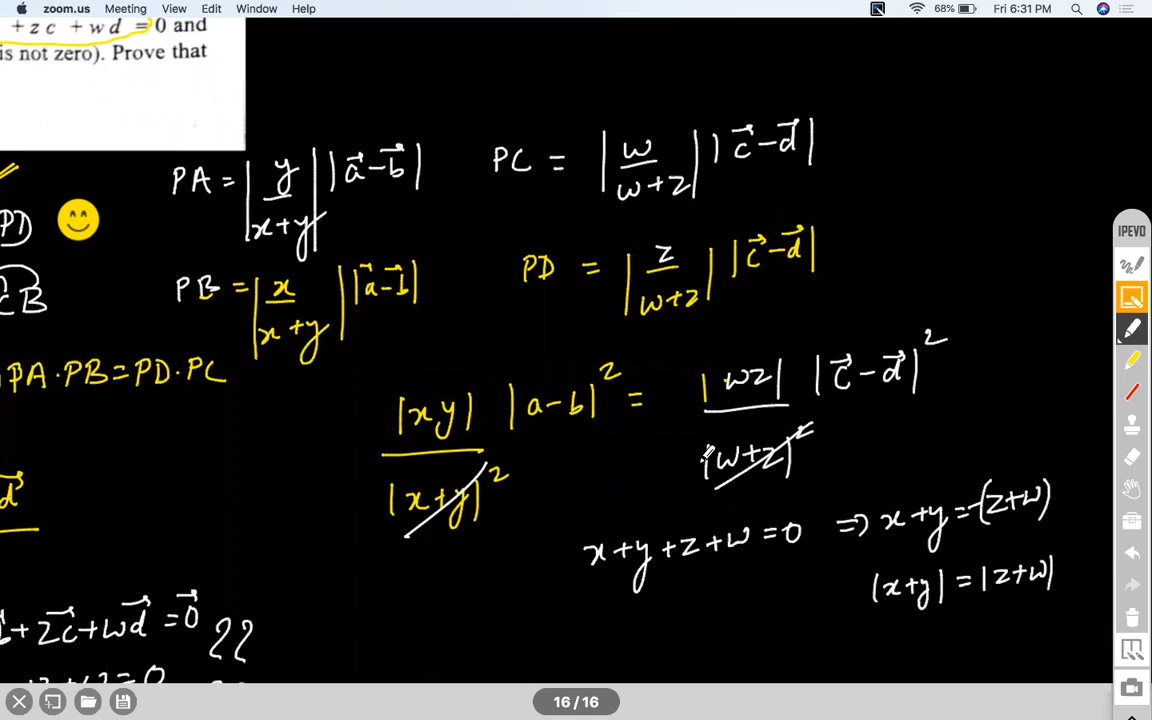 zoom.us Meeting View Edit Window Help 68% Fri 6:31 PM
+ z c + w d = 0 and
is not zero). Prove that
IPEVO
PA = |y/(x+y)| |a⃗-b⃗| PC = |w/(w+z)| |c⃗-d⃗|
PD
PB = |x/(x+y)| |a⃗-b⃗| PD = |z/(w+z)| |c⃗-d⃗|
CB
PA·PB=PD·PC
|xy|/|x+y|² |a-b|² = |wz|/|w+z|² |c⃗-d⃗|²
d⃗
x+y+z+w=0 ⇒ x+y=-(z+w)
|x+y| = |z+w|
+ zc⃗+wd⃗ =0⃗ ??
16 / 16